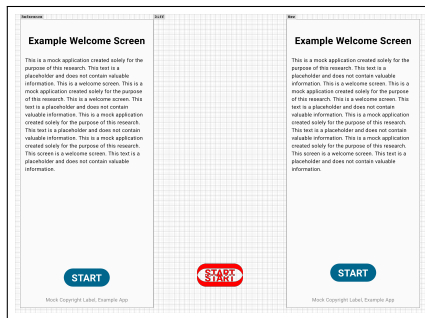 Reference
Diff
New
Example Welcome Screen
This is a mock application created solely for the
purpose of this research. This text is a
placeholder and does not contain valuable
information. This is a welcome screen. This is a
mock application created solely for the purpose
of this research. This is a welcome screen. This
text is a placeholder and does not contain
valuable information. This is a mock application
created solely for the purpose of this research.
This text is a placeholder and does not contain
valuable information. This is a mock application
created solely for the purpose of this research.
This screen is a welcome screen. This text is a
placeholder and does not contain valuable
information.
START
Mock Copyright Label, Example App
START
START
Example Welcome Screen
This is a mock application created solely for the
purpose of this research. This text is a
placeholder and does not contain valuable
information. This is a welcome screen. This is a
mock application created solely for the purpose
of this research. This is a welcome screen. This
text is a placeholder and does not contain
valuable information. This is a mock application
created solely for the purpose of this research.
This text is a placeholder and does not contain
valuable information. This is a mock application
created solely for the purpose of this research.
This screen is a welcome screen. This text is a
placeholder and does not contain valuable
information.
START
Mock Copyright Label, Example App